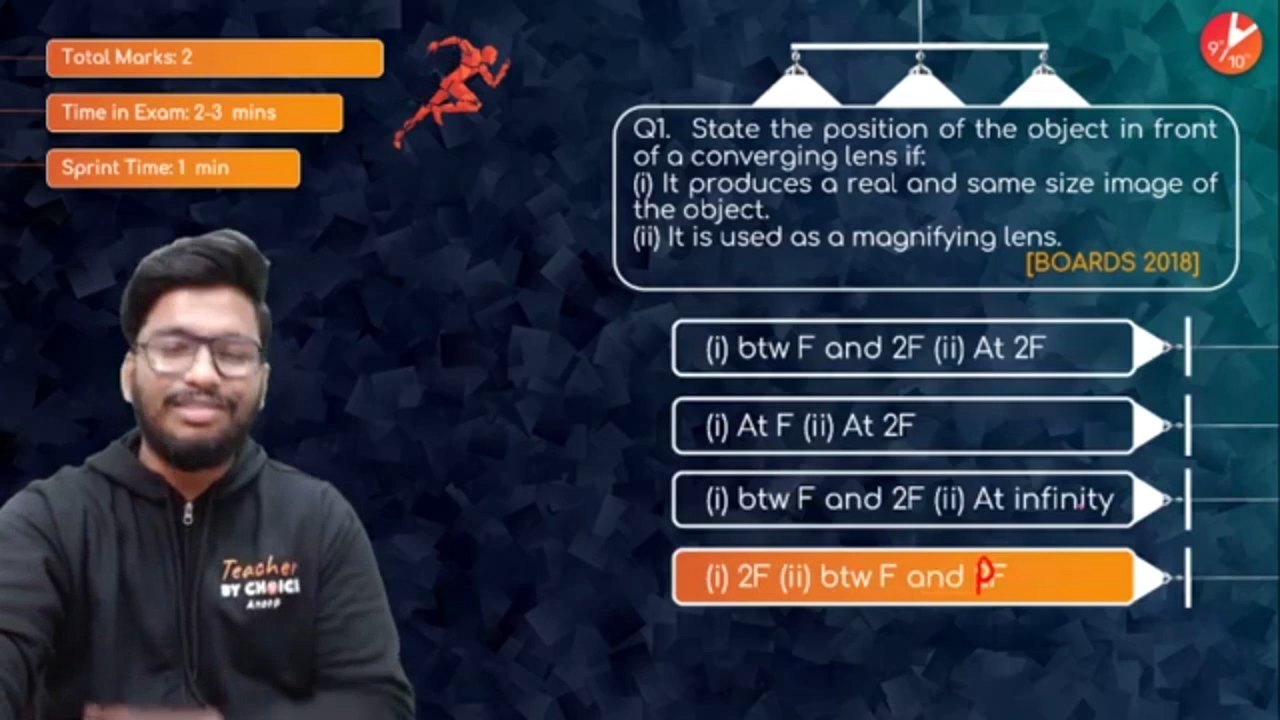 Total Marks: 2
Time in Exam: 2-3 mins
Sprint Time: 1 min
9th
10th
Q1. State the position of the object in front
of a converging lens if:
(i) It produces a real and same size image of
the object.
(ii) It is used as a magnifying lens.
[BOARDS 2018]
(i) btw F and 2F (ii) At 2F
(i) At F (ii) At 2F
(i) btw F and 2F (ii) At infinity
(i) 2F (ii) btw F and P
Teacher
BY CHOICE